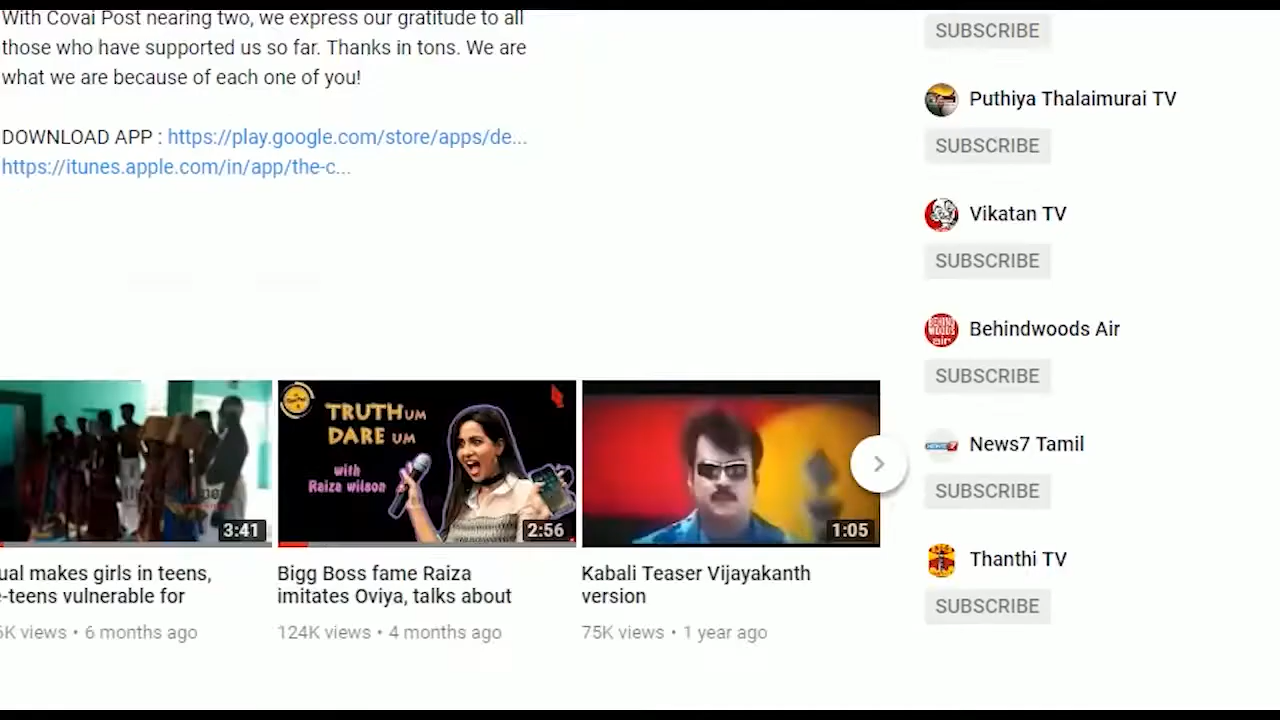 With Covai Post nearing two, we express our gratitude to all
those who have supported us so far. Thanks in tons. We are
what we are because of each one of you!
DOWNLOAD APP : https://play.google.com/store/apps/de...
https://itunes.apple.com/in/app/the-c...
SUBSCRIBE
Puthiya Thalaimurai TV
SUBSCRIBE
Vikatan TV
SUBSCRIBE
Behindwoods Air
SUBSCRIBE
News7 Tamil
SUBSCRIBE
Thanthi TV
SUBSCRIBE
3:41
ual makes girls in teens,
e-teens vulnerable for
6K views • 6 months ago
TRUTH UM
DARE UM
with
Raiza wilson
2:56
Bigg Boss fame Raiza
imitates Oviya, talks about
124K views • 4 months ago
1:05
Kabali Teaser Vijayakanth
version
75K views • 1 year ago